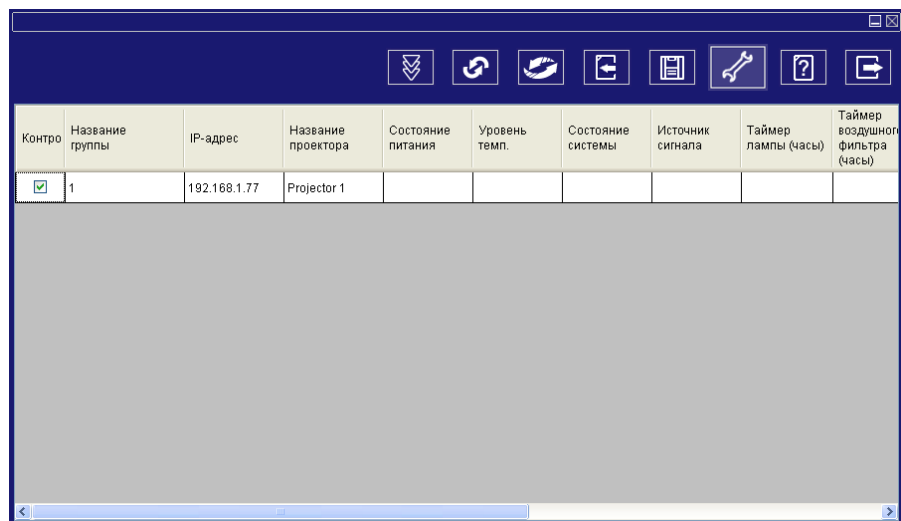 Контро
Название
группы
IP-адрес
Название
проектора
Состояние
питания
Уровень
темп.
Состояние
системы
Источник
сигнала
Таймер
лампы (часы)
Таймер
воздушног
фильтра
(часы)
1
192.168.1.77
Projector 1